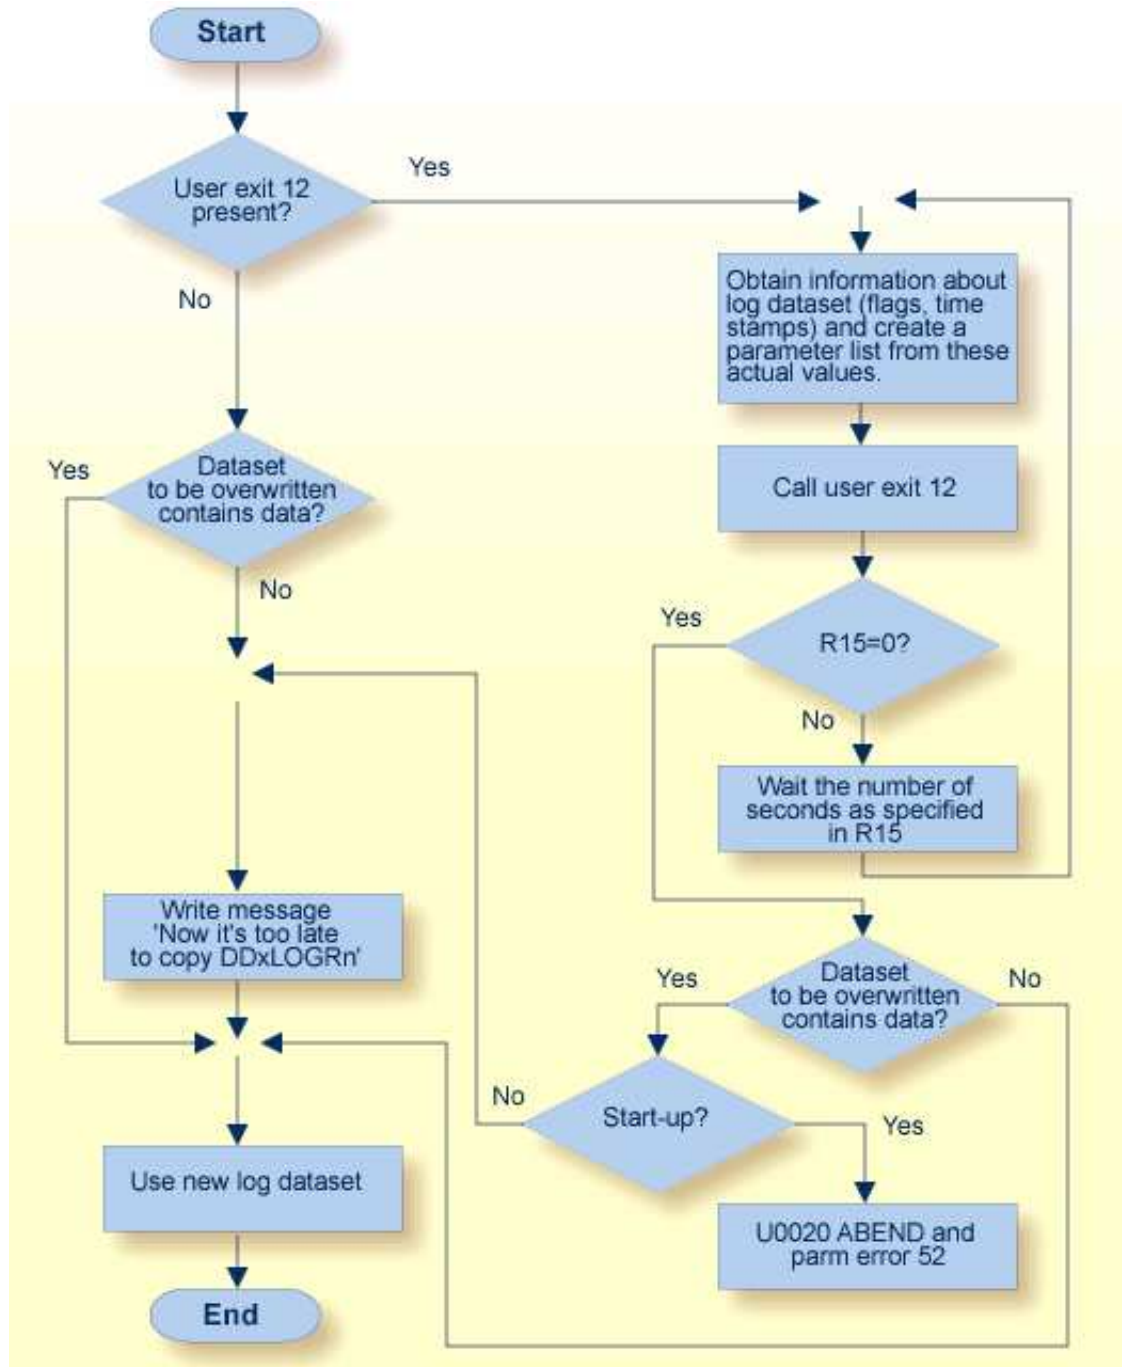 Start
User exit 12
present?
Yes
No
Obtain information about
log dataset (flags, time
stamps) and create a
parameter list from these
actual values.
Yes
Dataset
to be overwritten
contains data?
No
Call user exit 12
Yes
R15=0?
No
Wait the number of
seconds as specified
in R15
Write message
'Now it's too late
to copy DDxLOGRn'
Yes
Dataset
to be overwritten
contains data?
No
No
Start-up?
Yes
Use new log dataset
U0020 ABEND and
parm error 52
End